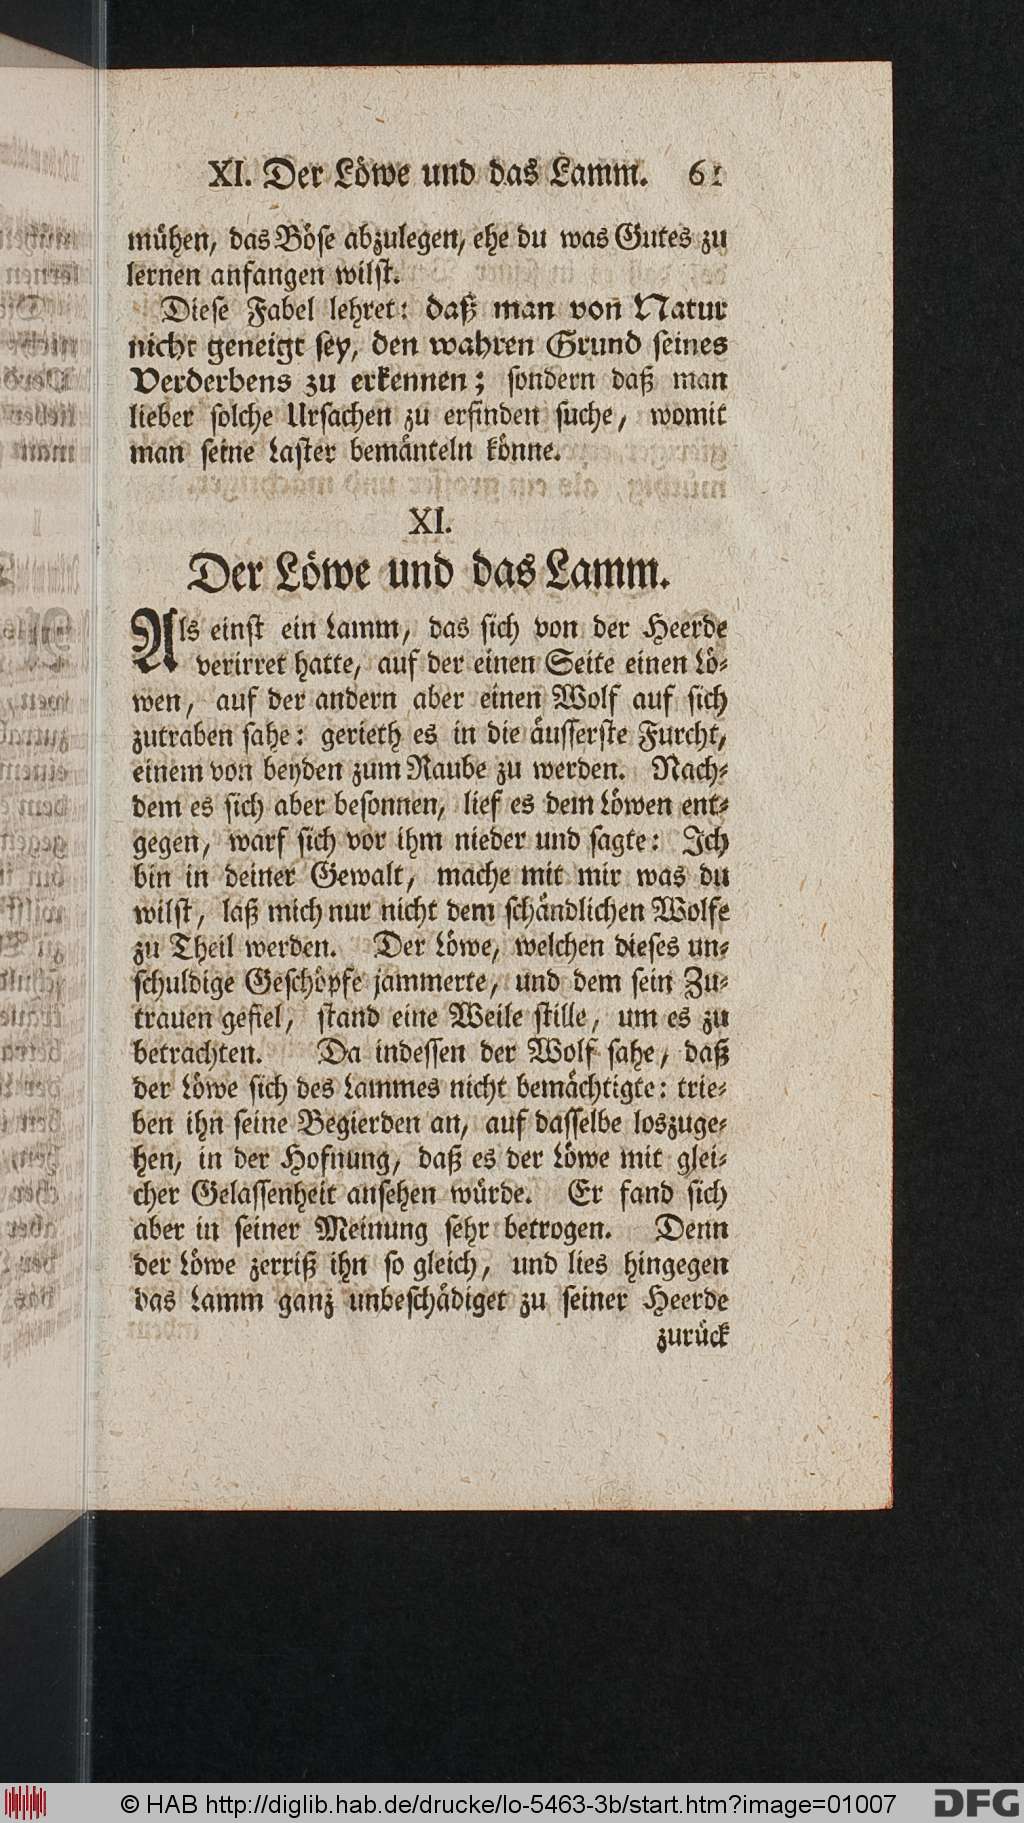 XI. Der Löwe und das Lamm. 61
mühen, das Böse abzulegen, ehe du was Gutes zu
lernen anfangen wilst.
Diese Fabel lehret: daß man von Natur
nicht geneigt sey, den wahren Grund seines
Verderbens zu erkennen; sondern daß man
lieber solche Ursachen zu erfinden suche, womit
man seine Laster bemänteln könne.
XI.
Der Löwe und das Lamm.
Als einst ein Lamm, das sich von der Heerde
verirret hatte, auf der einen Seite einen Lö-
wen, auf der andern aber einen Wolf auf sich
zutraben sahe: gerieth es in die äusserste Furcht,
einem von beyden zum Raube zu werden. Nach-
dem es sich aber besonnen, lief es dem Löwen ent-
gegen, warf sich vor ihm nieder und sagte: Ich
bin in deiner Gewalt, mache mit mir was du
wilst, laß mich nur nicht dem schändlichen Wolfe
zu Theil werden. Der Löwe, welchen dieses un-
schuldige Geschöpfe jammerte, und dem sein Zu-
trauen gefiel, stand eine Weile stille, um es zu
betrachten. Da indessen der Wolf sahe, daß
der Löwe sich des Lammes nicht bemächtigte: trie-
ben ihn seine Begierden an, auf dasselbe loszuge-
hen, in der Hofnung, daß es der Löwe mit glei-
cher Gelassenheit ansehen würde. Er fand sich
aber in seiner Meinung sehr betrogen. Denn
der Löwe zerriß ihn so gleich, und lies hingegen
das Lamm ganz unbeschädiget zu seiner Heerde
zurück
© HAB http://diglib.hab.de/drucke/lo-5463-3b/start.htm?image=01007
DFG